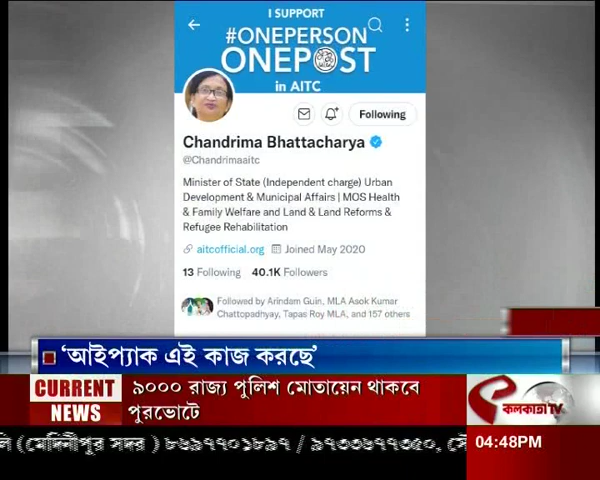 I SUPPORT
#ONEPERSON
ONEPOST
in AITC
Following
Chandrima Bhattacharya
@Chandrimaaitc
Minister of State (Independent charge) Urban
Development & Municipal Affairs | MOS Health
& Family Welfare and Land & Land Reforms &
Refugee Rehabilitation
aitcofficial.org Joined May 2020
13 Following 40.1K Followers
Followed by Arindam Guin, MLA Asok Kumar
Chattopadhyay, Tapas Roy MLA, and 157 others
‘আইপ্যাক এই কাজ করছে’
CURRENT
NEWS
৯০০০ রাজ্য পুলিশ মোতায়েন থাকবে
পুরভোটে
কলকাতা TV
লি (মেদিনীপুর সদর ) ৮৬৯৭৭০১৮৯৭ / ৯৭৩৩৬৭৭৩৫০, সৌ
04:48PM